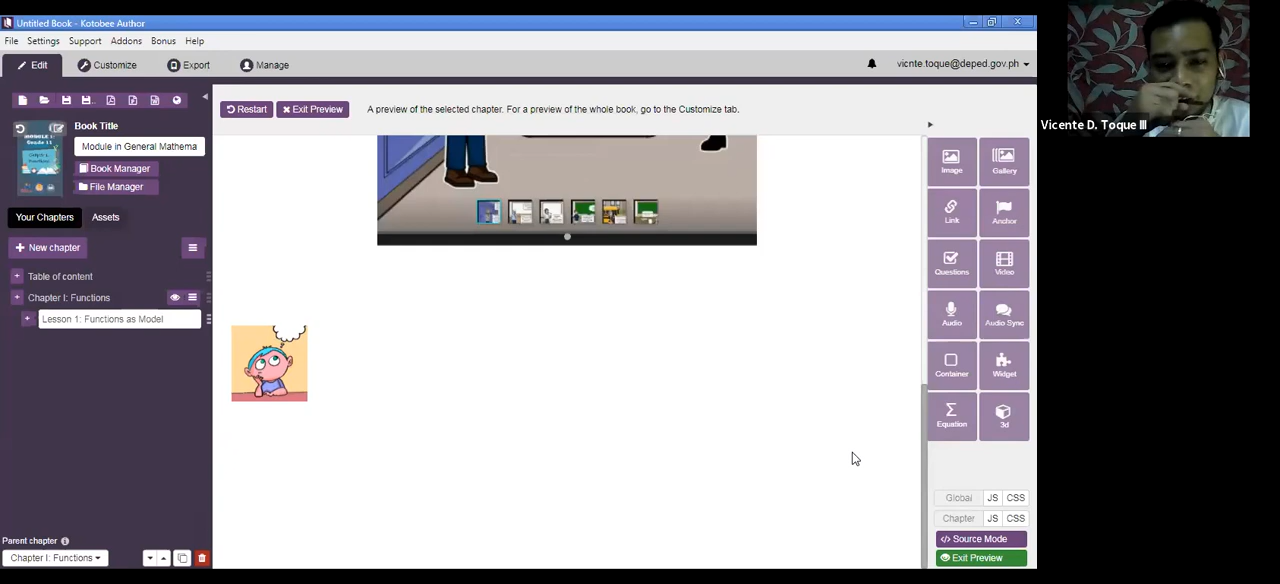 Untitled Book - Kotobee Author
File Settings Support Addons Bonus Help
Edit Customize Export Manage
vicnte.toque@deped.gov.ph
Restart Exit Preview A preview of the selected chapter. For a preview of the whole book, go to the Customize tab.
Book Title
Module in General Mathema
Book Manager
File Manager
Your Chapters Assets
New chapter
Table of content
Chapter I: Functions
Lesson 1: Functions as Model
Parent chapter
Chapter I: Functions
Image Gallery
Link Anchor
Questions Video
Audio Audio Sync
Container Widget
Equation 3d
Global JS CSS
Chapter JS CSS
</> Source Mode
Exit Preview
Vicente D. Toque III